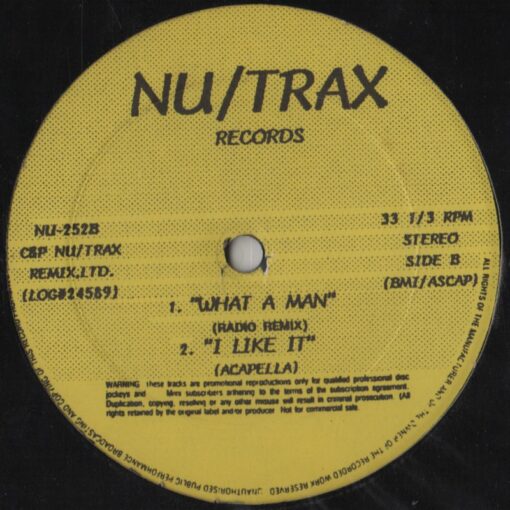 NU/TRAX
RECORDS
NU-252B
C&P NU/TRAX
REMIX,LTD.
(LOG#24589)
33 1/3 RPM
STEREO
SIDE B
(BMI/ASCAP)
1. "WHAT A MAN"
(RADIO REMIX)
2. "I LIKE IT"
(ACAPELLA)
WARNING these tracks are promotional reproductions only for qualified professional disc
jockeys and subscribers arthering to the terms of the subscription agreement.
Duplication, copying, reselling or any other misuse will result in criminal prosecution (All
rights retained by the original label and/or producer Not for commercial sale.
ALL RIGHTS OF THE MANUFACTURER AND OF THE OWNER OF THE RECORDED WORK RESERVED UNAUTHORISED PUBLIC PERFORMANCE BROADCASTING AND COPYING OF THIS